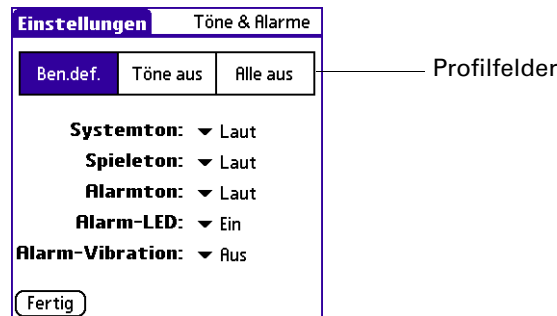 Einstellungen Töne & Alarme
Ben.def. Töne aus Alle aus Profilfelder
Systemton: Laut
Spieleton: Laut
Alarmton: Laut
Alarm-LED: Ein
Alarm-Vibration: Aus
Fertig